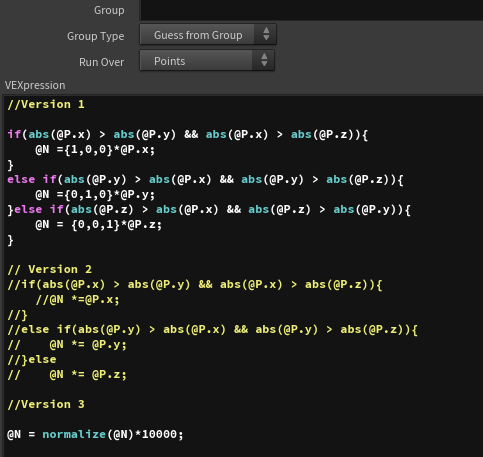 Group
Group Type Guess from Group
Run Over Points
VEXpression
//Version 1
if(abs(@P.x) > abs(@P.y) && abs(@P.x) > abs(@P.z)){
    @N ={1,0,0}*@P.x;
}
else if(abs(@P.y) > abs(@P.x) && abs(@P.y) > abs(@P.z)){
    @N ={0,1,0}*@P.y;
}else if(abs(@P.z) > abs(@P.x) && abs(@P.z) > abs(@P.y)){
    @N = {0,0,1}*@P.z;
}
// Version 2
//if(abs(@P.x) > abs(@P.y) && abs(@P.x) > abs(@P.z)){
    //@N *=@P.x;
//}
//else if(abs(@P.y) > abs(@P.x) && abs(@P.y) > abs(@P.z)){
//    @N *= @P.y;
//}else
//    @N *= @P.z;
//Version 3
@N = normalize(@N)*10000;